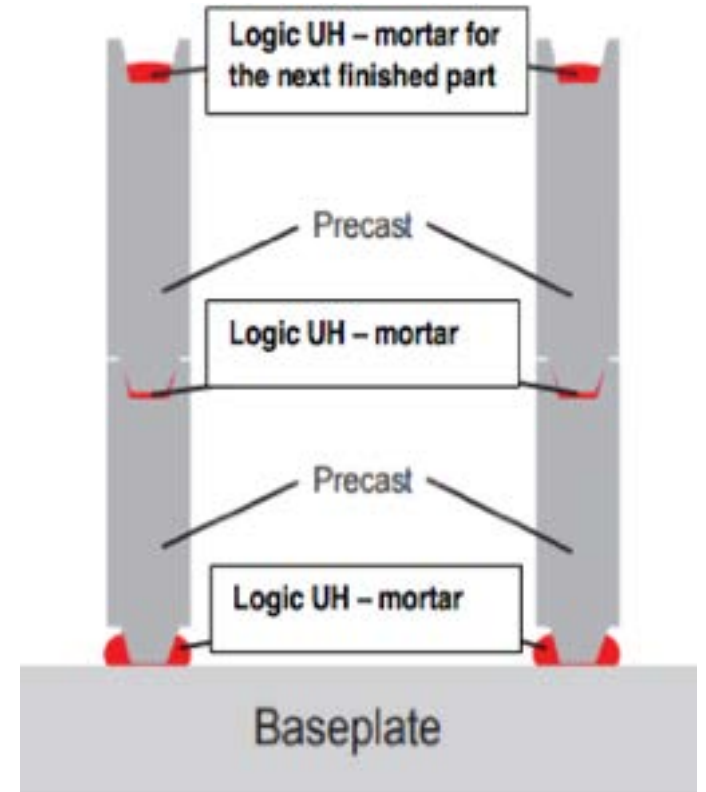 Logic UH – mortar for
the next finished part
Precast
Logic UH – mortar
Precast
Logic UH – mortar
Baseplate